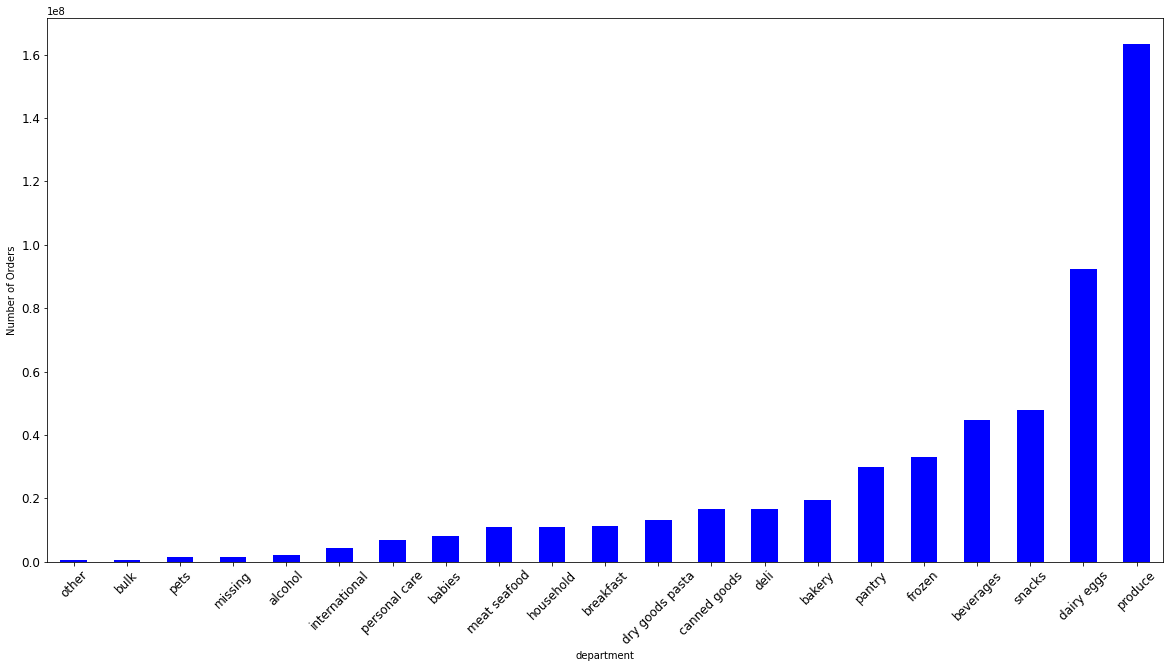 1e8
1.6
1.4
1.2
1.0
0.8
0.6
0.4
0.2
0.0
Number of Orders
other
bulk
pets
missing
alcohol
international
personal care
babies
meat seafood
household
breakfast
dry goods pasta
canned goods
deli
bakery
pantry
frozen
beverages
snacks
dairy eggs
produce
department